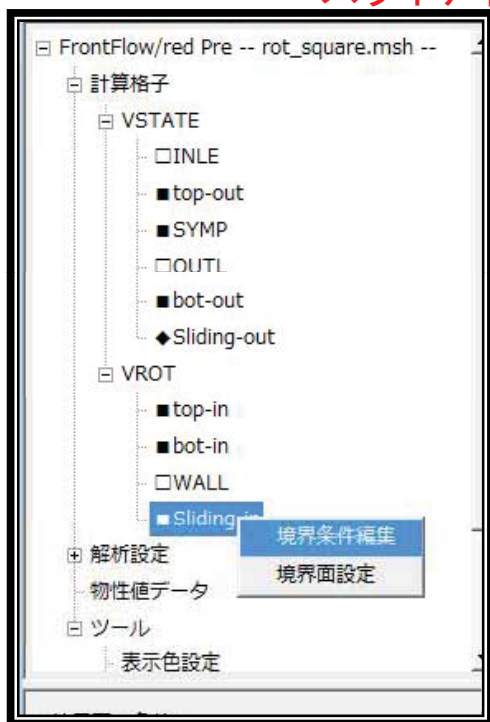 ⊟ FrontFlow/red Pre -- rot_square.msh --
⊟ 計算格子
⊟ VSTATE
□INLE
■top-out
■SYMP
□OUTL
■bot-out
◆Sliding-out
⊟ VROT
■top-in
■bot-in
□WALL
■Sliding-in
境界条件編集
境界面設定
⊞ 解析設定
物性値データ
⊟ ツール
表示色設定